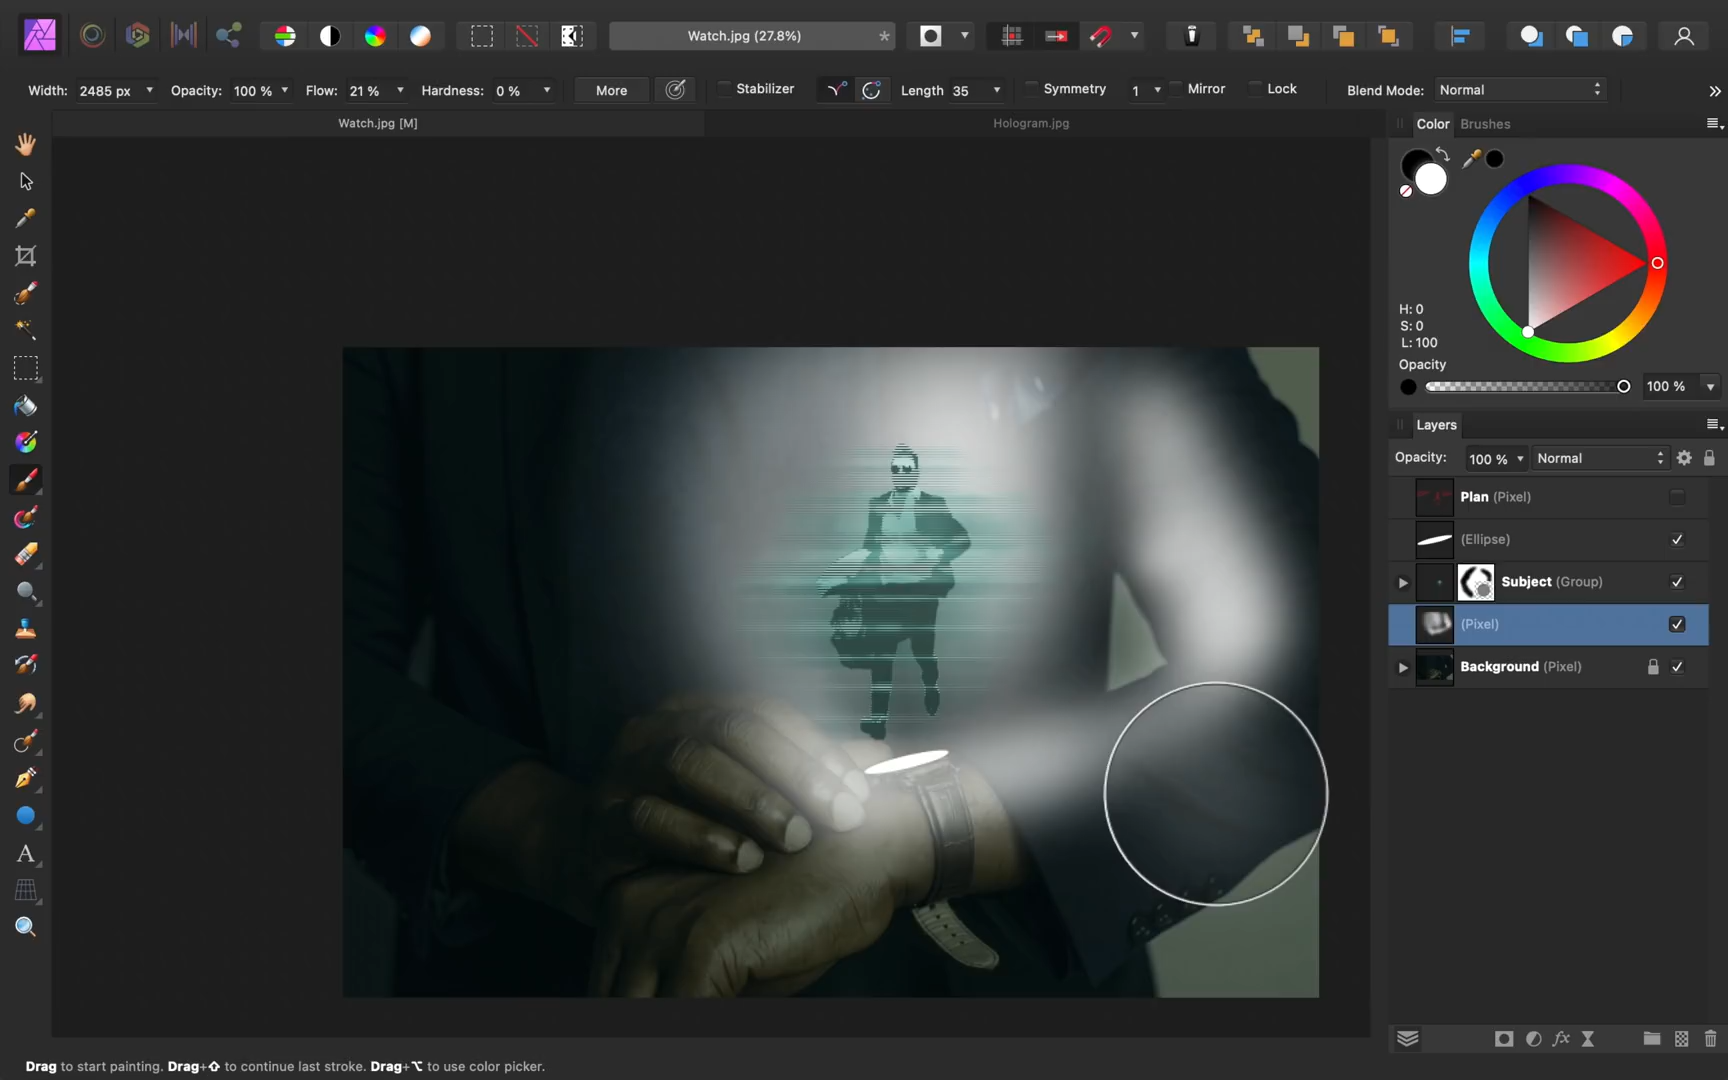 Watch.jpg (27.8%)
*
Width: 2485 px Opacity: 100 % Flow: 21 % Hardness: 0 % More Stabilizer Length 35 Symmetry 1 Mirror Lock Blend Mode: Normal
Watch.jpg [M] Hologram.jpg
Color Brushes
H: 0
S: 0
L: 100
Opacity
100 %
Layers
Opacity: 100 % Normal
Plan (Pixel)
(Ellipse)
Subject (Group)
(Pixel)
Background (Pixel)
A
fx
Drag to start painting. Drag+⇧ to continue last stroke. Drag+⌥ to use color picker.